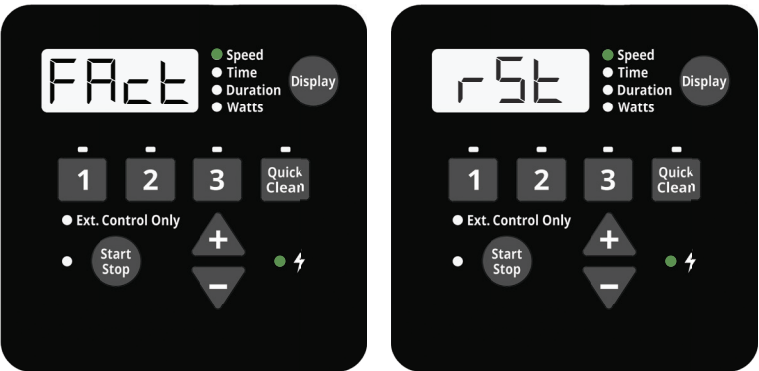 FAct
Speed
Time
Duration
Watts
Display
1 2 3 Quick Clean
Ext. Control Only
Start
Stop
+
−
rSt
Speed
Time
Duration
Watts
Display
1 2 3 Quick Clean
Ext. Control Only
Start
Stop
+
−